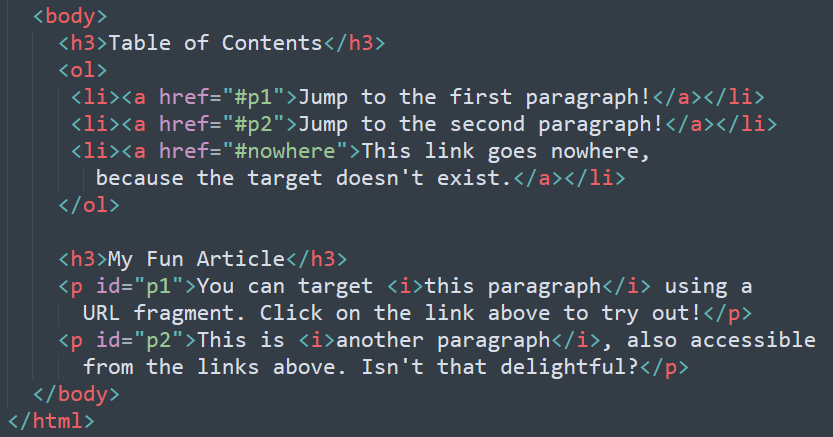 <body>
<h3>Table of Contents</h3>
<ol>
<li><a href="#p1">Jump to the first paragraph!</a></li>
<li><a href="#p2">Jump to the second paragraph!</a></li>
<li><a href="#nowhere">This link goes nowhere,
because the target doesn't exist.</a></li>
</ol>
<h3>My Fun Article</h3>
<p id="p1">You can target <i>this paragraph</i> using a
URL fragment. Click on the link above to try out!</p>
<p id="p2">This is <i>another paragraph</i>, also accessible
from the links above. Isn't that delightful?</p>
</body>
</html>